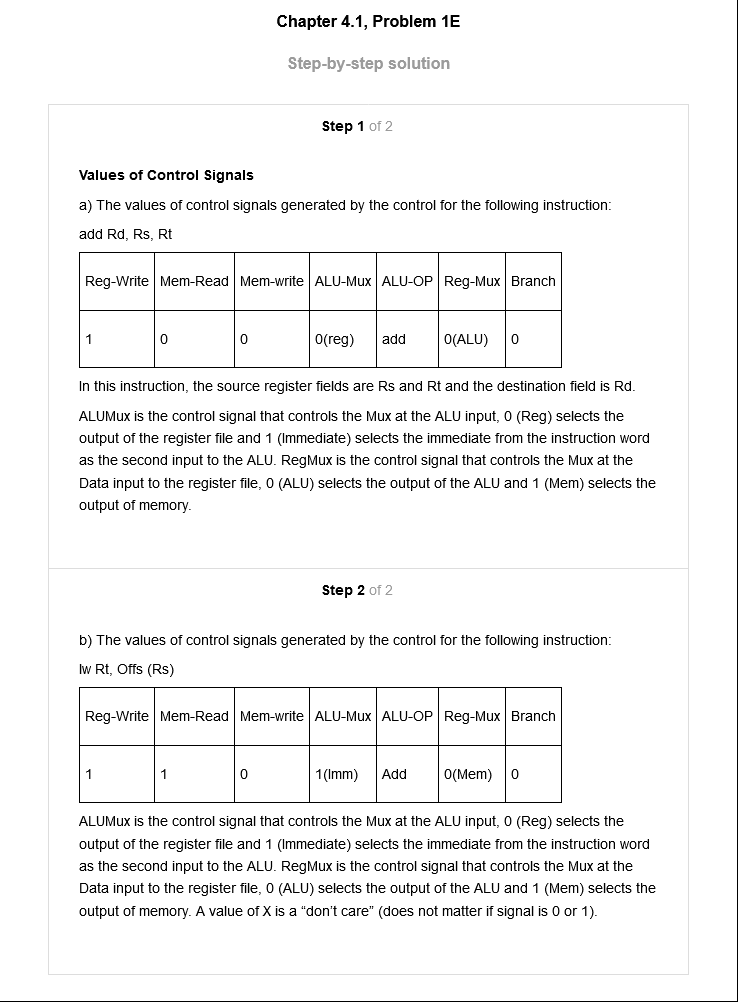 Chapter 4.1, Problem 1E
Step-by-step solution
Step 1 of 2
Values of Control Signals
a) The values of control signals generated by the control for the following instruction:
add Rd, Rs, Rt
Reg-Write Mem-Read Mem-write ALU-Mux ALU-OP Reg-Mux Branch
1 0 0 0(reg) add 0(ALU) 0
In this instruction, the source register fields are Rs and Rt and the destination field is Rd.
ALUMux is the control signal that controls the Mux at the ALU input, 0 (Reg) selects the
output of the register file and 1 (Immediate) selects the immediate from the instruction word
as the second input to the ALU. RegMux is the control signal that controls the Mux at the
Data input to the register file, 0 (ALU) selects the output of the ALU and 1 (Mem) selects the
output of memory.
Step 2 of 2
b) The values of control signals generated by the control for the following instruction:
lw Rt, Offs (Rs)
Reg-Write Mem-Read Mem-write ALU-Mux ALU-OP Reg-Mux Branch
1 1 0 1(Imm) Add 0(Mem) 0
ALUMux is the control signal that controls the Mux at the ALU input, 0 (Reg) selects the
output of the register file and 1 (Immediate) selects the immediate from the instruction word
as the second input to the ALU. RegMux is the control signal that controls the Mux at the
Data input to the register file, 0 (ALU) selects the output of the ALU and 1 (Mem) selects the
output of memory. A value of X is a “don’t care” (does not matter if signal is 0 or 1).